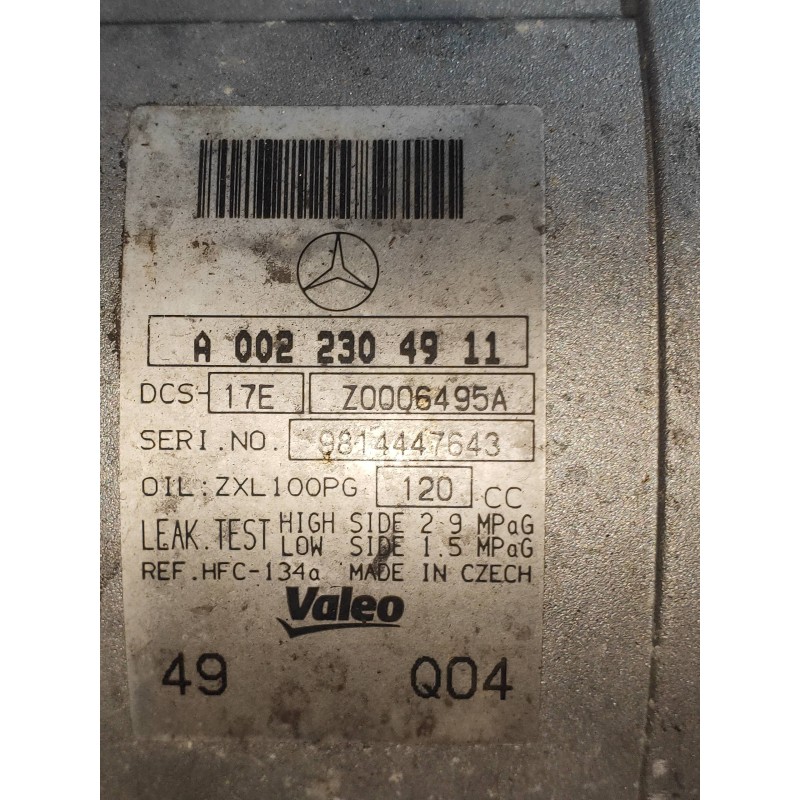 A 002 230 49 11
DCS-17E Z0006495A
SERI.NO. 9814447643
OIL:ZXL100PG 120 CC
LEAK.TEST HIGH SIDE 2.9 MPaG
LOW SIDE 1.5 MPaG
REF.HFC-134a MADE IN CZECH
Valeo
49 Q04